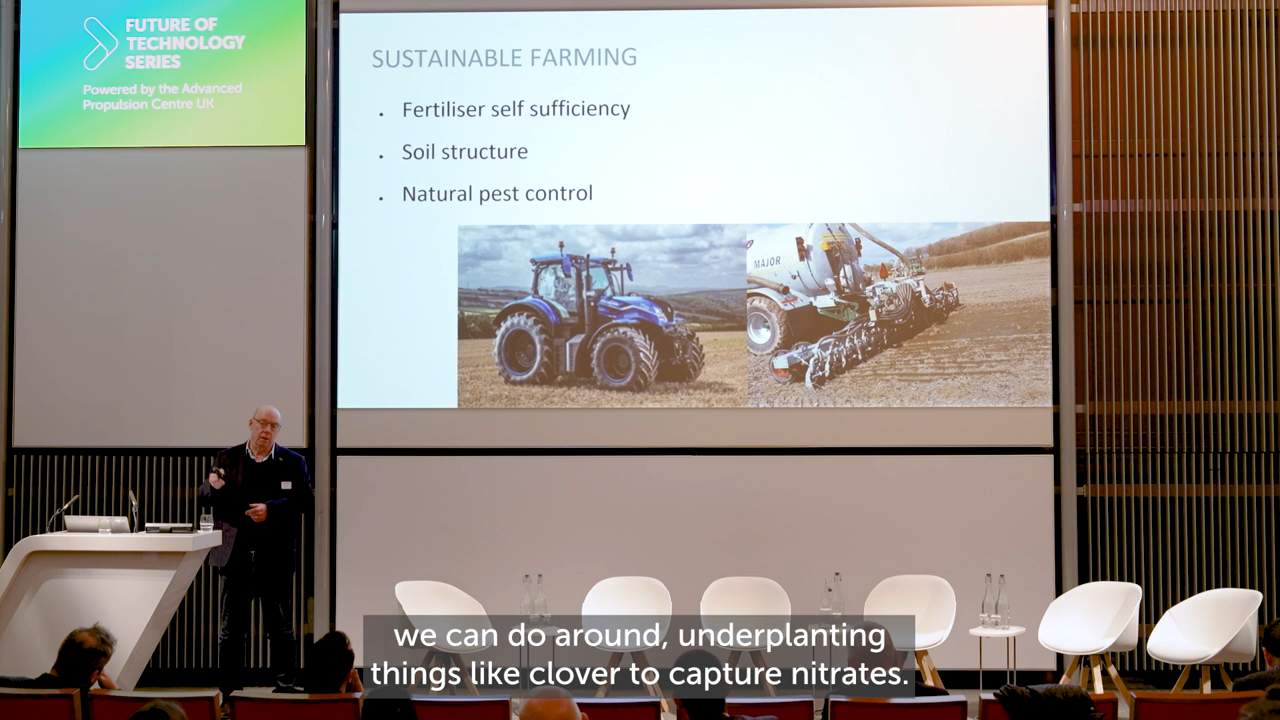 FUTURE OF
TECHNOLOGY
SERIES
Powered by the Advanced
Propulsion Centre UK
SUSTAINABLE FARMING
• Fertiliser self sufficiency
• Soil structure
• Natural pest control
MAJOR
we can do around, underplanting
things like clover to capture nitrates.